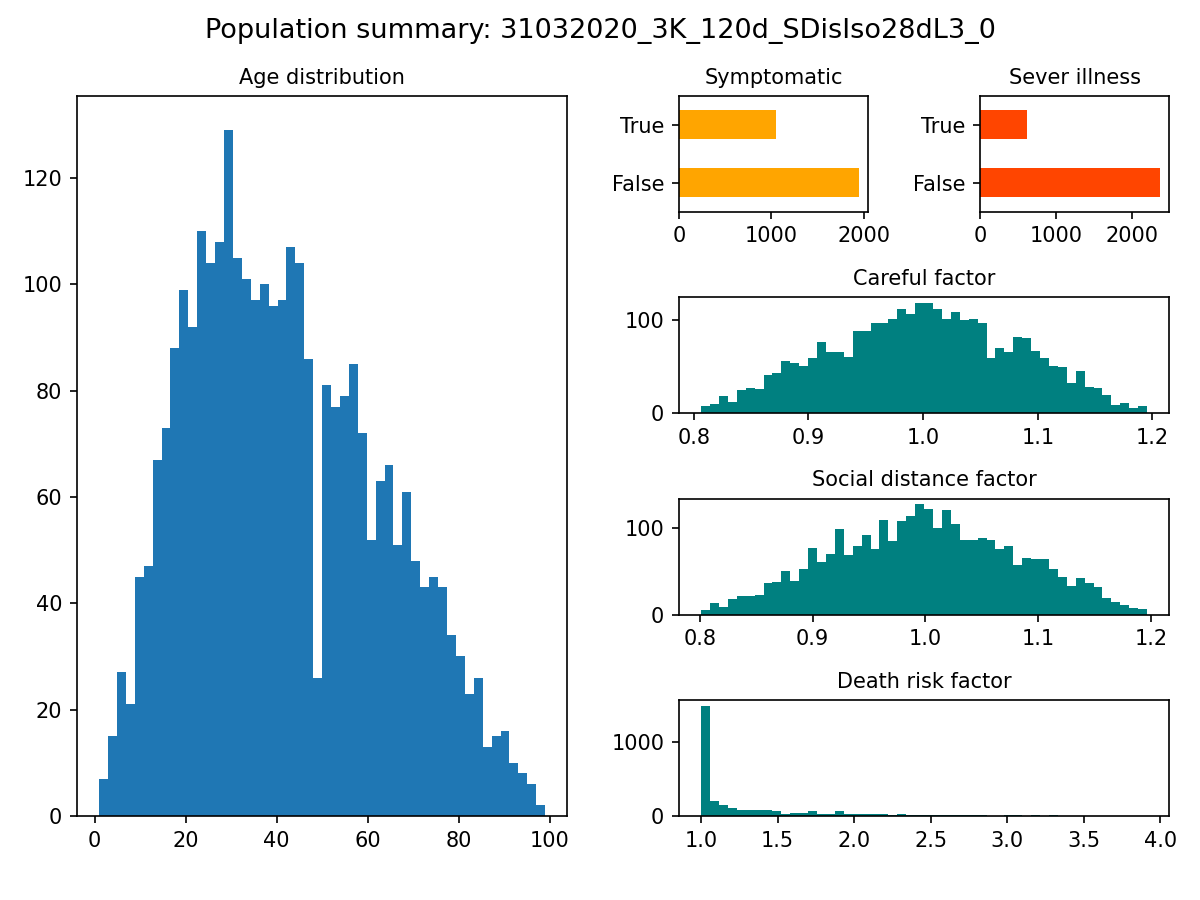 Population summary: 31032020_3K_120d_SDisIso28dL3_0
Age distribution
120
100
80
60
40
20
0
0 20 40 60 80 100
Symptomatic
True
False
0 1000 2000
Sever illness
True
False
0 1000 2000
Careful factor
100
0
0.8 0.9 1.0 1.1 1.2
Social distance factor
100
0
0.8 0.9 1.0 1.1 1.2
Death risk factor
1000
0
1.0 1.5 2.0 2.5 3.0 3.5 4.0